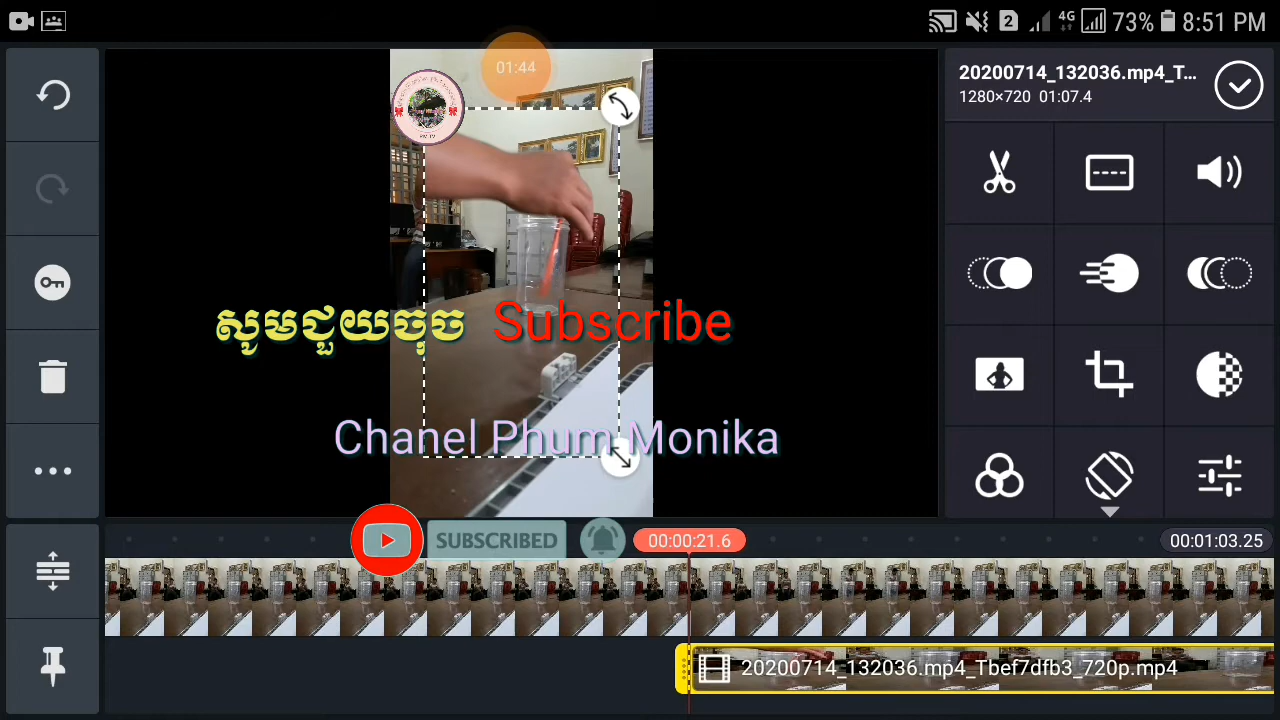 2 4G 73% 8:51 PM
01:44
20200714_132036.mp4_T...
1280×720 01:07.4
សូមជួយចុច Subscribe
Chanel Phum Monika
SUBSCRIBED
00:00:21.6
00:01:03.25
20200714_132036.mp4_Tbef7dfb3_720p.mp4